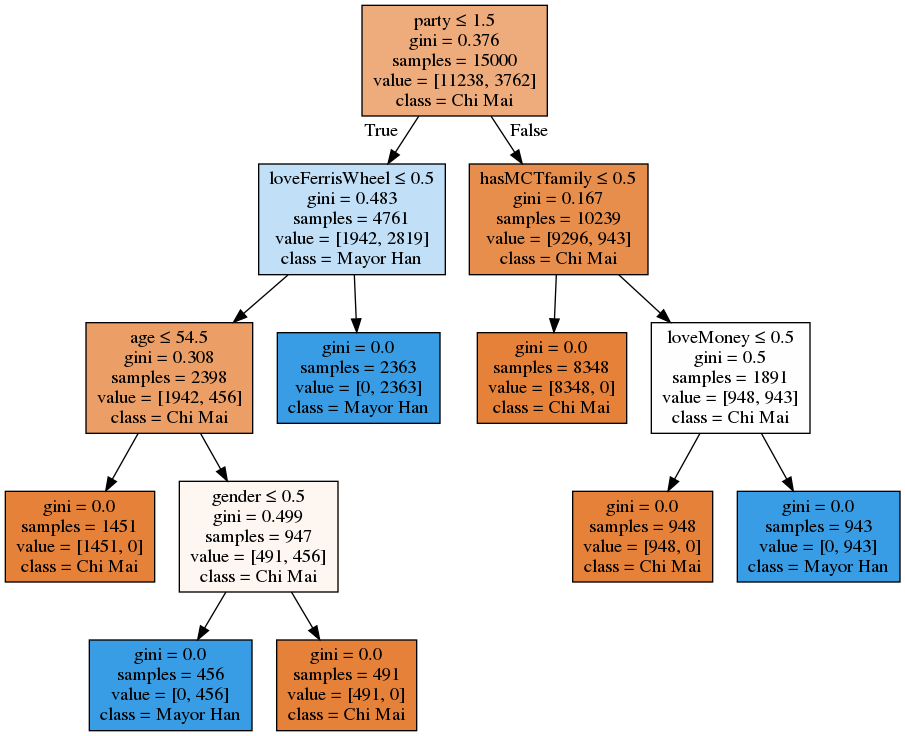 party ≤ 1.5
gini = 0.376
samples = 15000
value = [11238, 3762]
class = Chi Mai
True
False
loveFerrisWheel ≤ 0.5
gini = 0.483
samples = 4761
value = [1942, 2819]
class = Mayor Han
hasMCTfamily ≤ 0.5
gini = 0.167
samples = 10239
value = [9296, 943]
class = Chi Mai
age ≤ 54.5
gini = 0.308
samples = 2398
value = [1942, 456]
class = Chi Mai
gini = 0.0
samples = 2363
value = [0, 2363]
class = Mayor Han
gini = 0.0
samples = 8348
value = [8348, 0]
class = Chi Mai
loveMoney ≤ 0.5
gini = 0.5
samples = 1891
value = [948, 943]
class = Chi Mai
gini = 0.0
samples = 1451
value = [1451, 0]
class = Chi Mai
gender ≤ 0.5
gini = 0.499
samples = 947
value = [491, 456]
class = Chi Mai
gini = 0.0
samples = 948
value = [948, 0]
class = Chi Mai
gini = 0.0
samples = 943
value = [0, 943]
class = Mayor Han
gini = 0.0
samples = 456
value = [0, 456]
class = Mayor Han
gini = 0.0
samples = 491
value = [491, 0]
class = Chi Mai